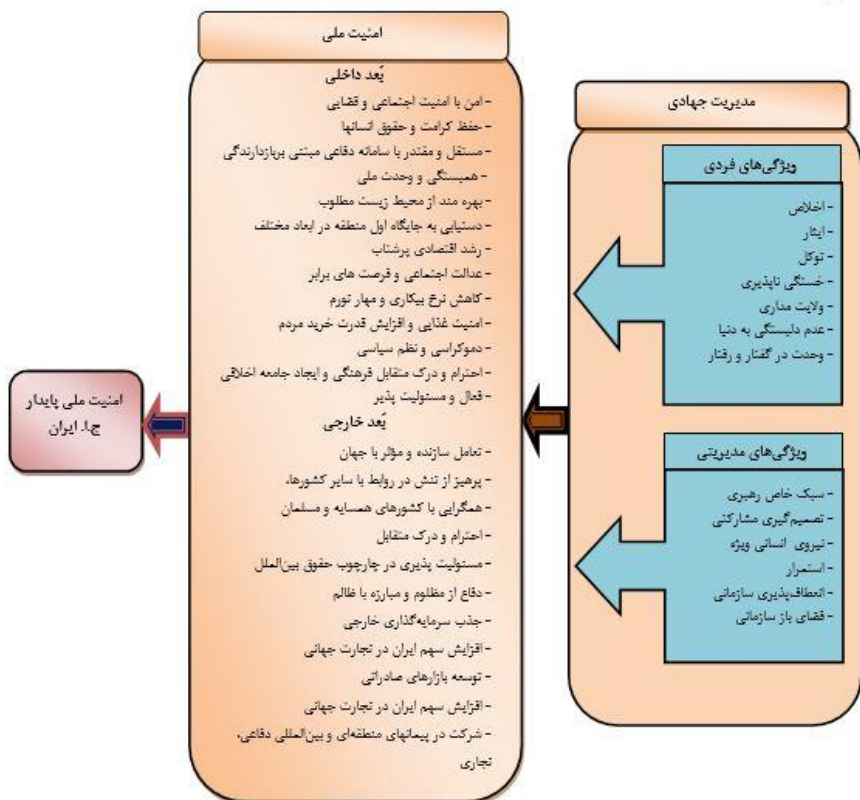 مدیریت جهادی
ویژگی‌های فردی
- اخلاص
- ایثار
- توکل
- خستگی ناپذیری
- ولایت مداری
- عدم دلبستگی به دنیا
- وحدت در گفتار و رفتار
ویژگی‌های مدیریتی
- سبک خاص رهبری
- تصمیم‌گیری مشارکتی
- نیروی انسانی ویژه
- استمرار
- انعطاف‌پذیری سازمانی
- فضای باز سازمانی
امنیت ملی
بُعد داخلی
- امن با امنیت اجتماعی و قضایی
- حفظ کرامت و حقوق انسانها
- مستقل و مقتدر با سامانه دفاعی مبتنی بربازدارندگی
- همبستگی و وحدت ملی
- بهره مند از محیط زیست مطلوب
- دستیابی به جایگاه اول منطقه در ابعاد مختلف
- رشد اقتصادی پرشتاب
- عدالت اجتماعی و فرصت های برابر
- کاهش نرخ بیکاری و مهار تورم
- امنیت غذایی و افزایش قدرت خرید مردم
- دموکراسی و نظم سیاسی
- احترام و درک متقابل فرهنگی و ایجاد جامعه اخلاقی
- فعال و مسئولیت پذیر
بُعد خارجی
- تعامل سازنده و مؤثر با جهان
- پرهیز از تنش در روابط با سایر کشورها،
- همگرایی با کشورهای همسایه و مسلمان
- احترام و درک متقابل
- مسئولیت پذیری در چارچوب حقوق بین‌الملل
- دفاع از مظلوم و مبارزه با ظالم
- جذب سرمایه‌گذاری خارجی
- افزایش سهم ایران در تجارت جهانی
- توسعه بازارهای صادراتی
- افزایش سهم ایران در تجارت جهانی
- شرکت در پیمانهای منطقه‌ای و بین‌المللی دفاعی،
تجاری
امنیت ملی پایدار
ج.ا. ایران